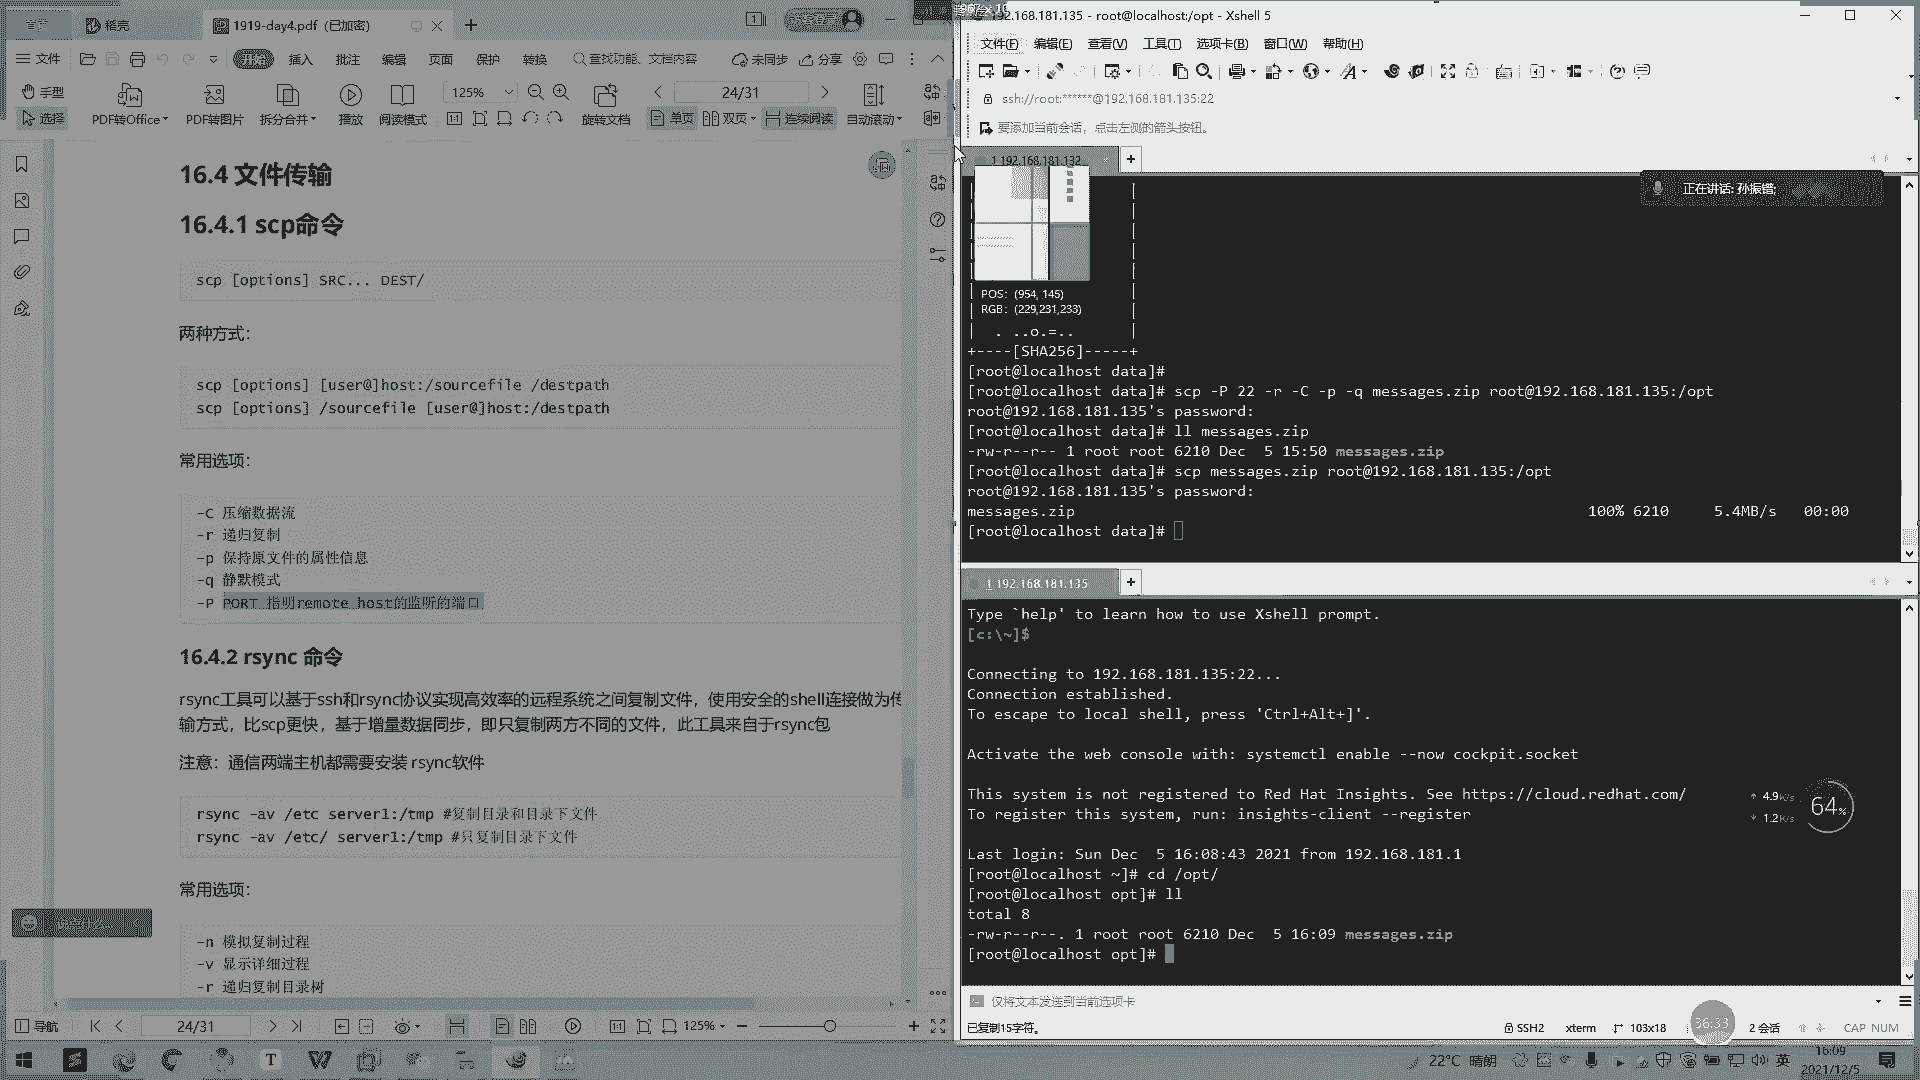 首页
稻壳
1919-day4.pdf (已加密)
文件
开始
插入
批注
编辑
页面
保护
转换
查找功能、文档内容
未同步
分享
手型
选择
PDF转Office
PDF转图片
拆分合并
播放
阅读模式
125%
24/31
旋转文档
单页
双页
连续阅读
自动滚动
16.4 文件传输
16.4.1 scp命令
scp [options] SRC... DEST/
两种方式：
scp [options] [user@]host:/sourcefile /destpath
scp [options] /sourcefile [user@]host:/destpath
常用选项：
-C 压缩数据流
-r 递归复制
-p 保持原文件的属性信息
-q 静默模式
-P PORT 指明remote host的监听的端口
16.4.2 rsync 命令
rsync工具可以基于ssh和rsync协议实现高效率的远程系统之间复制文件，使用安全的shell连接做为传
输方式，比scp更快，基于增量数据同步，即只复制两方不同的文件，此工具来自于rsync包
注意：通信两端主机都需要安装 rsync软件
rsync -av /etc server1:/tmp #复制目录和目录下文件
rsync -av /etc/ server1:/tmp #只复制目录下文件
常用选项：
-n 模拟复制过程
-v 显示详细过程
-r 递归复制目录树
说点什么...
导航
24/31
125%
192.168.181.135 - root@localhost:/opt - Xshell 5
文件(F)
编辑(E)
查看(V)
工具(T)
选项卡(B)
窗口(W)
帮助(H)
ssh://root:******@192.168.181.135:22
要添加当前会话，点击左侧的箭头按钮。
1 192.168.181.132
正在讲话: 孙振锴;
POS: (954, 145)
RGB: (229,231,233)
| . ..o.=.. |
+----[SHA256]-----+
[root@localhost data]#
[root@localhost data]# scp -P 22 -r -C -p -q messages.zip root@192.168.181.135:/opt
root@192.168.181.135's password:
[root@localhost data]# ll messages.zip
-rw-r--r-- 1 root root 6210 Dec  5 15:50 messages.zip
[root@localhost data]# scp messages.zip root@192.168.181.135:/opt
root@192.168.181.135's password:
messages.zip 100% 6210 5.4MB/s 00:00
[root@localhost data]#
1 192.168.181.135
Type `help' to learn how to use Xshell prompt.
[c:\~]$
Connecting to 192.168.181.135:22...
Connection established.
To escape to local shell, press 'Ctrl+Alt+]'.
Activate the web console with: systemctl enable --now cockpit.socket
This system is not registered to Red Hat Insights. See https://cloud.redhat.com/
To register this system, run: insights-client --register
Last login: Sun Dec  5 16:08:43 2021 from 192.168.181.1
[root@localhost ~]# cd /opt/
[root@localhost opt]# ll
total 8
-rw-r--r--. 1 root root 6210 Dec  5 16:09 messages.zip
[root@localhost opt]#
4.9K/s
1.2K/s
64%
仅将文本发送到当前选项卡
已复制15字符。
SSH2
xterm
103x18
36:33
2 会话
CAP NUM
22°C 晴朗
英
16:09
2021/12/5